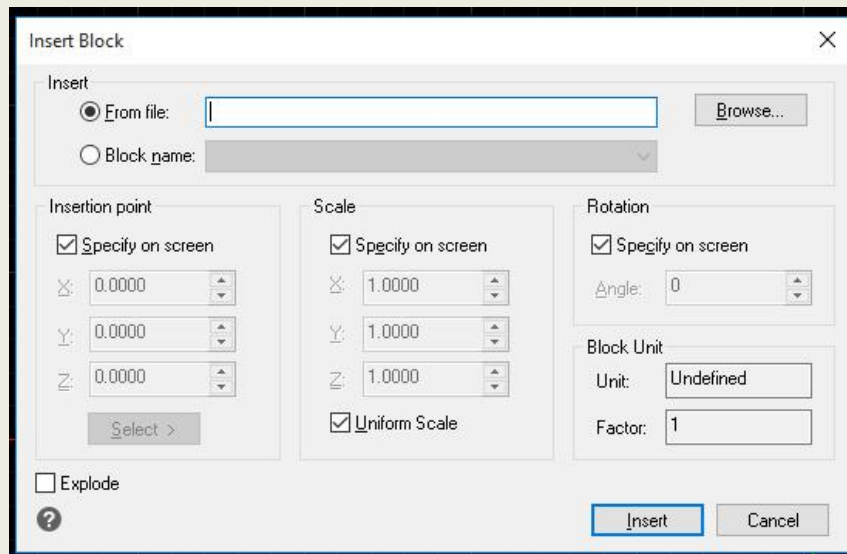 Insert Block
Insert
From file:
Browse...
Block name:
Insertion point
Specify on screen
X: 0.0000
Y: 0.0000
Z: 0.0000
Select >
Scale
Specify on screen
X: 1.0000
Y: 1.0000
Z: 1.0000
Uniform Scale
Rotation
Specify on screen
Angle: 0
Block Unit
Unit: Undefined
Factor: 1
Explode
?
Insert
Cancel